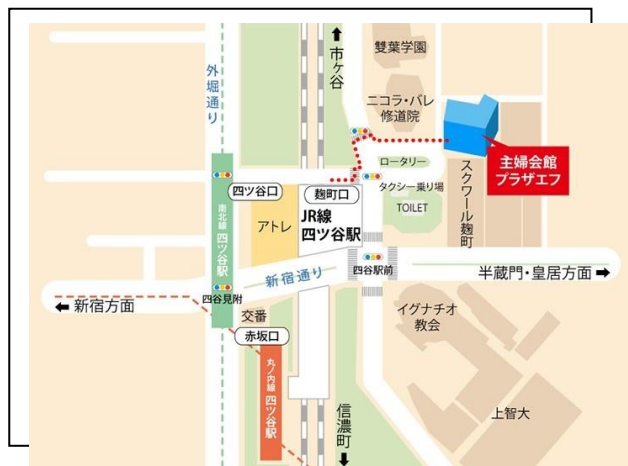 雙葉学園
市ヶ谷
外堀通り
ニコラ・バレ
修道院
主婦会館
プラザエフ
ロータリー
四ツ谷口
麹町口
タクシー乗り場
スクワール麹町
南北線 四ツ谷駅
アトレ
JR線
四ツ谷駅
TOILET
新宿通り
四谷駅前
半蔵門・皇居方面
四谷見附
新宿方面
交番
イグナチオ
教会
赤坂口
丸ノ内線 四ツ谷駅
信濃町
上智大